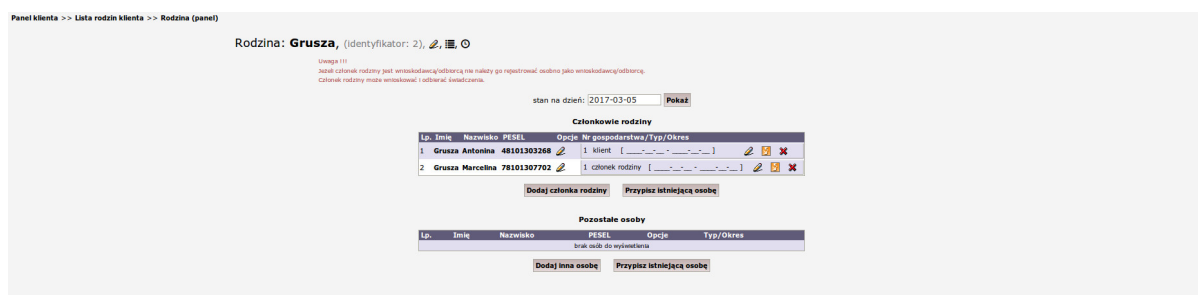 Panel klienta >> Lista rodzin klienta >> Rodzina (panel)
Rodzina: Grusza, (identyfikator: 2), , ,
Uwaga !!!
Jeżeli członek rodziny jest wnioskodawcą/odbiorcą nie należy go rejestrować osobno jako wnioskodawcę/odbiorcę.
Członek rodziny może wnioskować i odbierać świadczenia.
stan na dzień: 2017-03-05 Pokaż
Członkowie rodziny
Lp. Imię Nazwisko PESEL Opcje Nr gospodarstwa/Typ/Okres
1 Grusza Antonina 48101303268 1 klient [ ____-__-__ - ____-__-__ ]
2 Grusza Marcelina 78101307702 1 członek rodziny [ ____-__-__ - ____-__-__ ]
Dodaj członka rodziny Przypisz istniejącą osobę
Pozostałe osoby
Lp. Imię Nazwisko PESEL Opcje Typ/Okres
brak osób do wyświetlenia
Dodaj inna osobę Przypisz istniejącą osobę